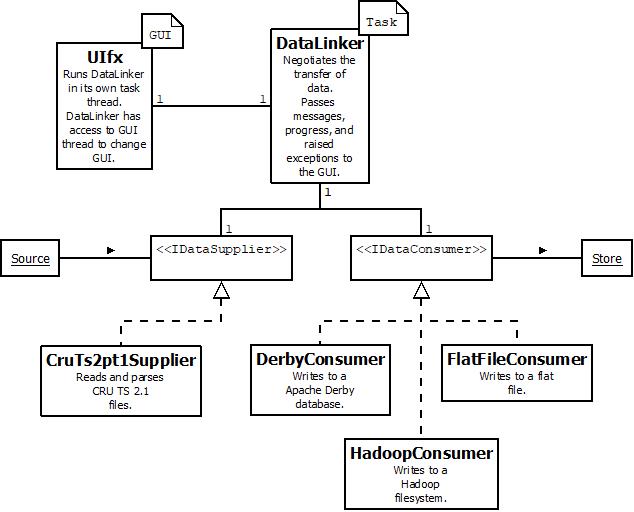 GUI
Task
UIfx
Runs DataLinker
in its own task
thread.
DataLinker has
access to GUI
thread to change
GUI.
1
1
DataLinker
Negotiates the
transfer of
data.
Passes
messages,
progress, and
raised
exceptions to
the GUI.
1
1
1
Source
<<IDataSupplier>>
<<IDataConsumer>>
Store
CruTs2pt1Supplier
Reads and parses
CRU TS 2.1
files.
DerbyConsumer
Writes to a
Apache Derby
database.
FlatFileConsumer
Writes to a flat
file.
HadoopConsumer
Writes to a
Hadoop
filesystem.